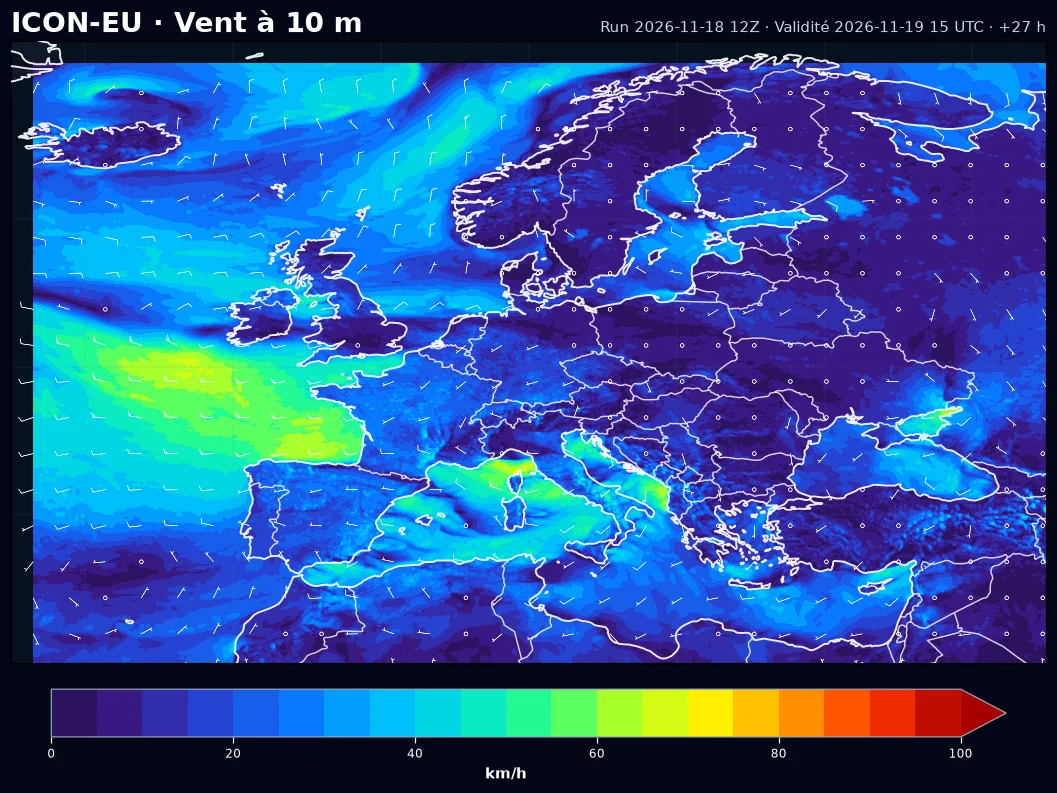 ICON-EU · Vent à 10 m
Run 2026-11-18 12Z · Validité 2026-11-19 15 UTC · +27 h
0 20 40 60 80 100
km/h